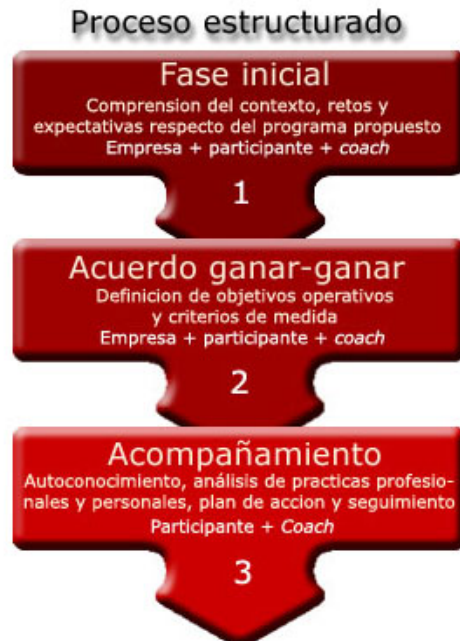 Proceso estructurado
Fase inicial
Comprension del contexto, retos y
expectativas respecto del programa propuesto
Empresa + participante + coach
1
Acuerdo ganar-ganar
Definicion de objetivos operativos
y criterios de medida
Empresa + participante + coach
2
Acompañamiento
Autoconocimiento, análisis de practicas profesio-
nales y personales, plan de accion y seguimiento
Participante + Coach
3